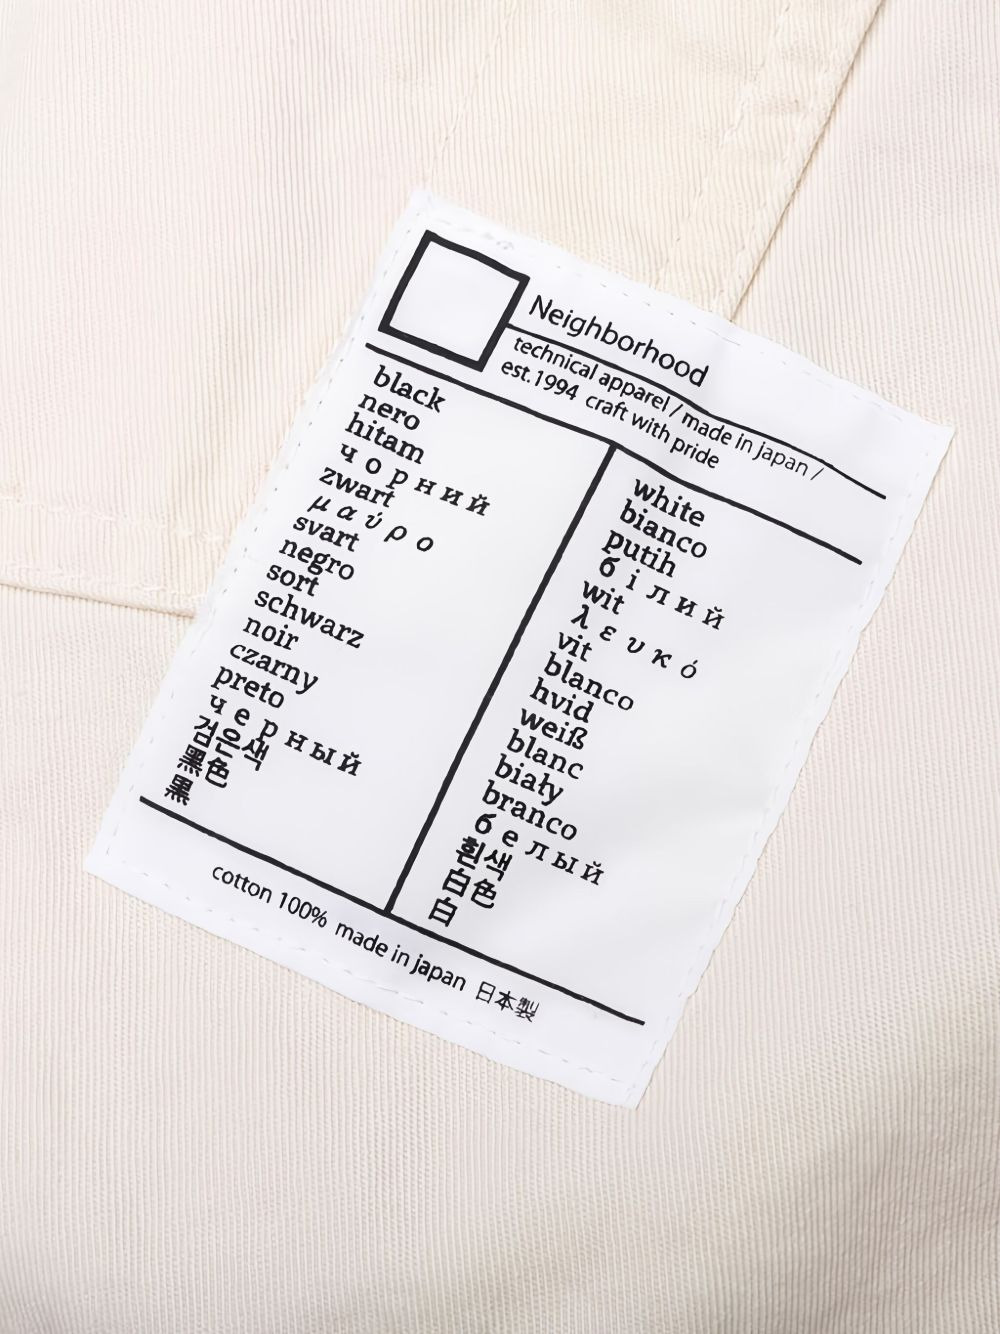 Neighborhood
technical apparel / made in japan /
est.1994 craft with pride
black
nero
hitam
чорний
zwart
μαύρο
svart
negro
sort
schwarz
noir
czarny
preto
черный
검은색
黑色
黒
white
bianco
putih
білий
wit
λευκό
vit
blanco
hvid
weiß
blanc
biały
branco
белый
흰색
白色
白
cotton 100% made in japan 日本製